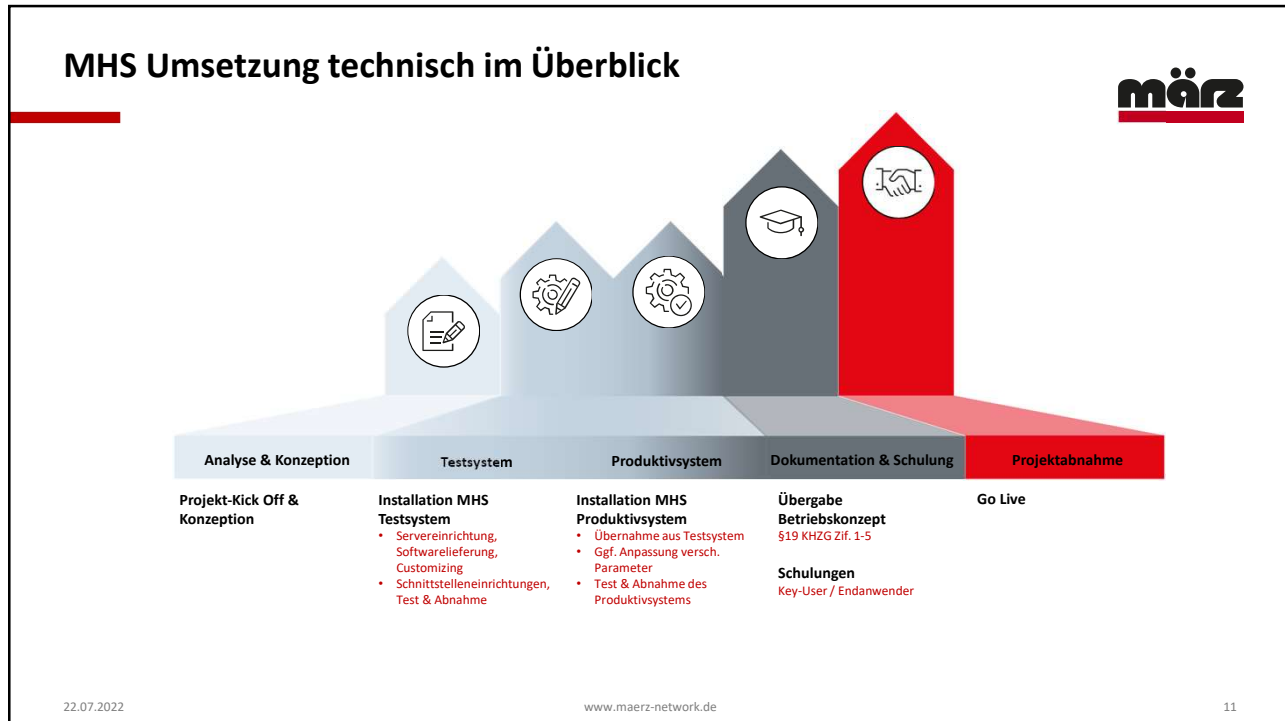 MHS Umsetzung technisch im Überblick
märz
Analyse & Konzeption
Testsystem
Produktivsystem
Dokumentation & Schulung
Projektabnahme
Projekt-Kick Off &
Konzeption
Installation MHS
Testsystem
• Servereinrichtung,
Softwarelieferung,
Customizing
• Schnittstelleneinrichtungen,
Test & Abnahme
Installation MHS
Produktivsystem
• Übernahme aus Testsystem
• Ggf. Anpassung versch.
Parameter
• Test & Abnahme des
Produktivsystems
Übergabe
Betriebskonzept
§19 KHZG Zif. 1-5
Schulungen
Key-User / Endanwender
Go Live
22.07.2022
www.maerz-network.de
11